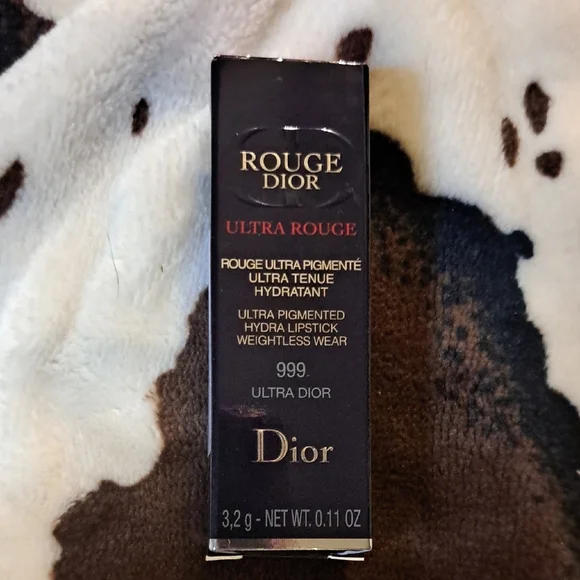 ROUGE
DIOR
ULTRA ROUGE
ROUGE ULTRA PIGMENTÉ
ULTRA TENUE
HYDRATANT
ULTRA PIGMENTED
HYDRA LIPSTICK
WEIGHTLESS WEAR
999
ULTRA DIOR
Dior
3,2 g - NET WT. 0.11 OZ